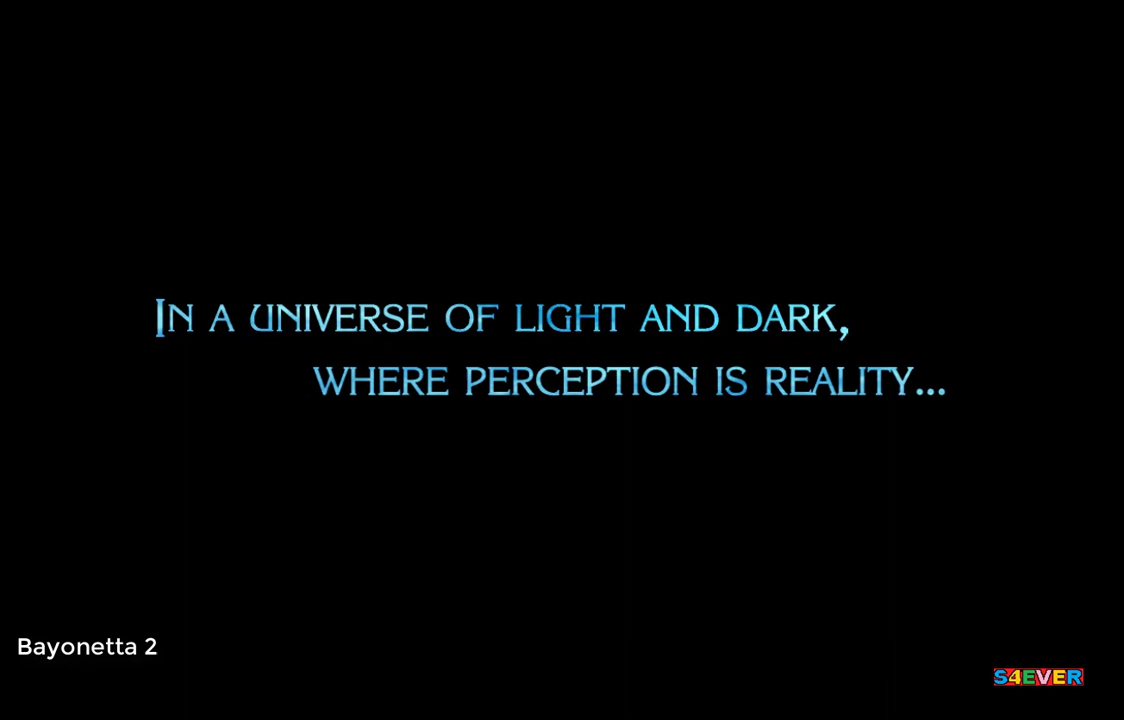 In a universe of light and dark,
where perception is reality...
Bayonetta 2
S4EVER